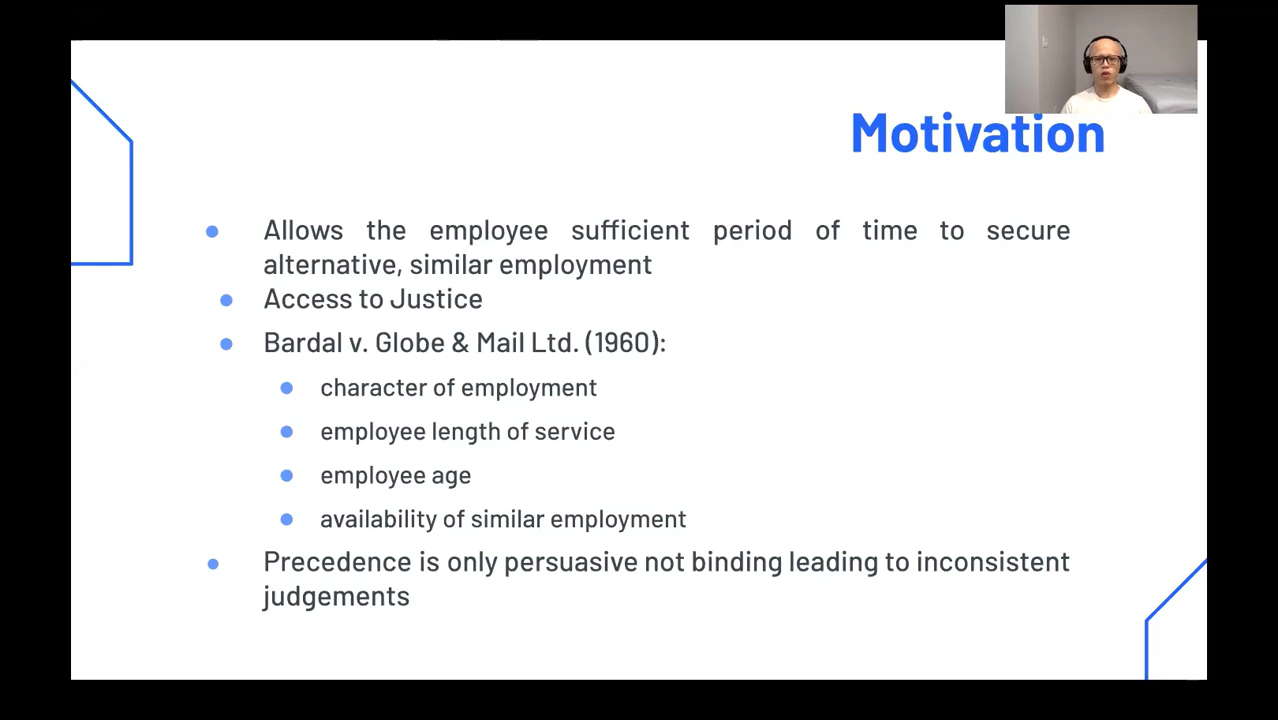 Motivation
Allows the employee sufficient period of time to secure
alternative, similar employment
Access to Justice
Bardal v. Globe & Mail Ltd. (1960):
character of employment
employee length of service
employee age
availability of similar employment
Precedence is only persuasive not binding leading to inconsistent
judgements